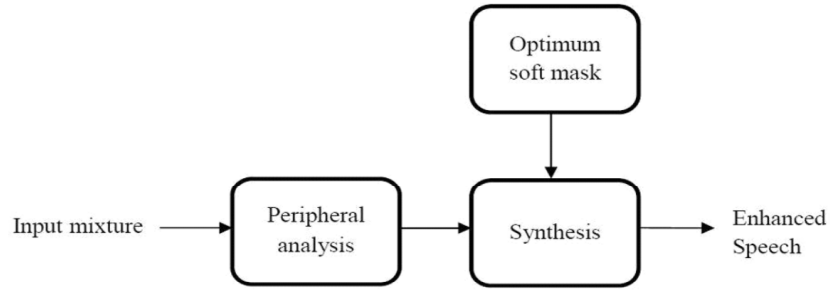 Optimum
soft mask
Input mixture
Peripheral
analysis
Synthesis
Enhanced
Speech